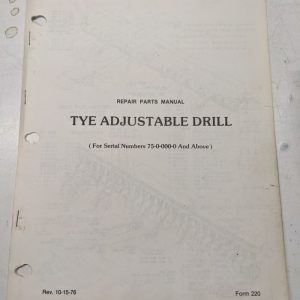 REPAIR PARTS MANUAL
TYE ADJUSTABLE DRILL
( For Serial Numbers 75-0-000-0 And Above )
Rev. 10-15-76 Form 220